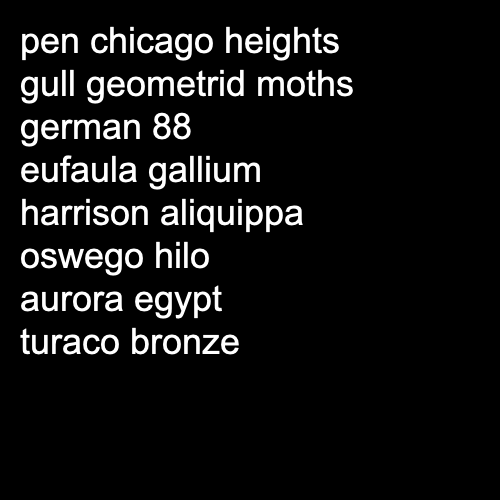 pen chicago heights
gull geometrid moths
german 88
eufaula gallium
harrison aliquippa
oswego hilo
aurora egypt
turaco bronze